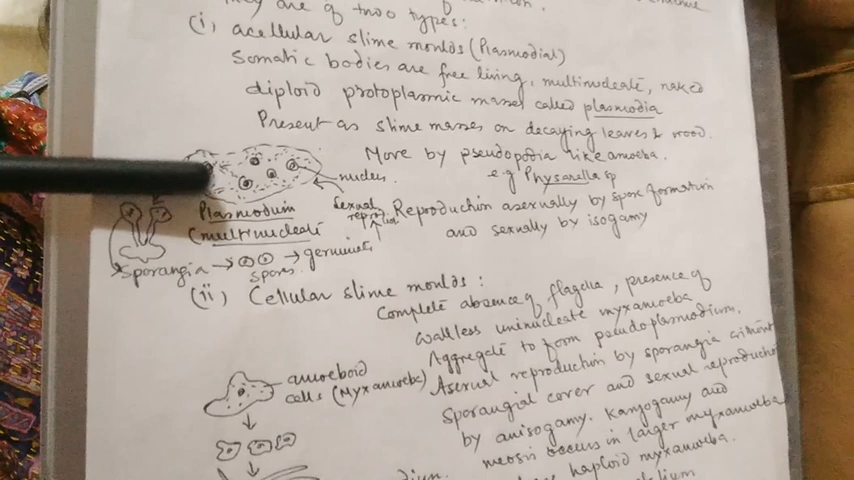 They are of two types:
(i) acellular slime moulds (Plasmodial)
Somatic bodies are free living, multinucleate, naked
diploid protoplasmic masses called plasmodia
Present as slime masses on decaying leaves & wood.
Move by pseudopodia like amoeba.
nuclei.
e.g Physarella sp
Plasmodium
(multinucleate
Sexual
Reproduction asexually by spore formation
and sexually by isogamy
Sporangia → → germinate
spores
(ii) Cellular slime moulds:
Complete absence of flagella, presence of
wallless uninucleate myxamoeba
Aggregate to form pseudoplasmodium.
amoeboid
cells (Myxamoeba)
Asexual reproduction by sporangia without
sporangial cover and sexual reproduction
by anisogamy. Karyogamy and
meosis occurs in larger myxamoeba
haploid myxamoeba.